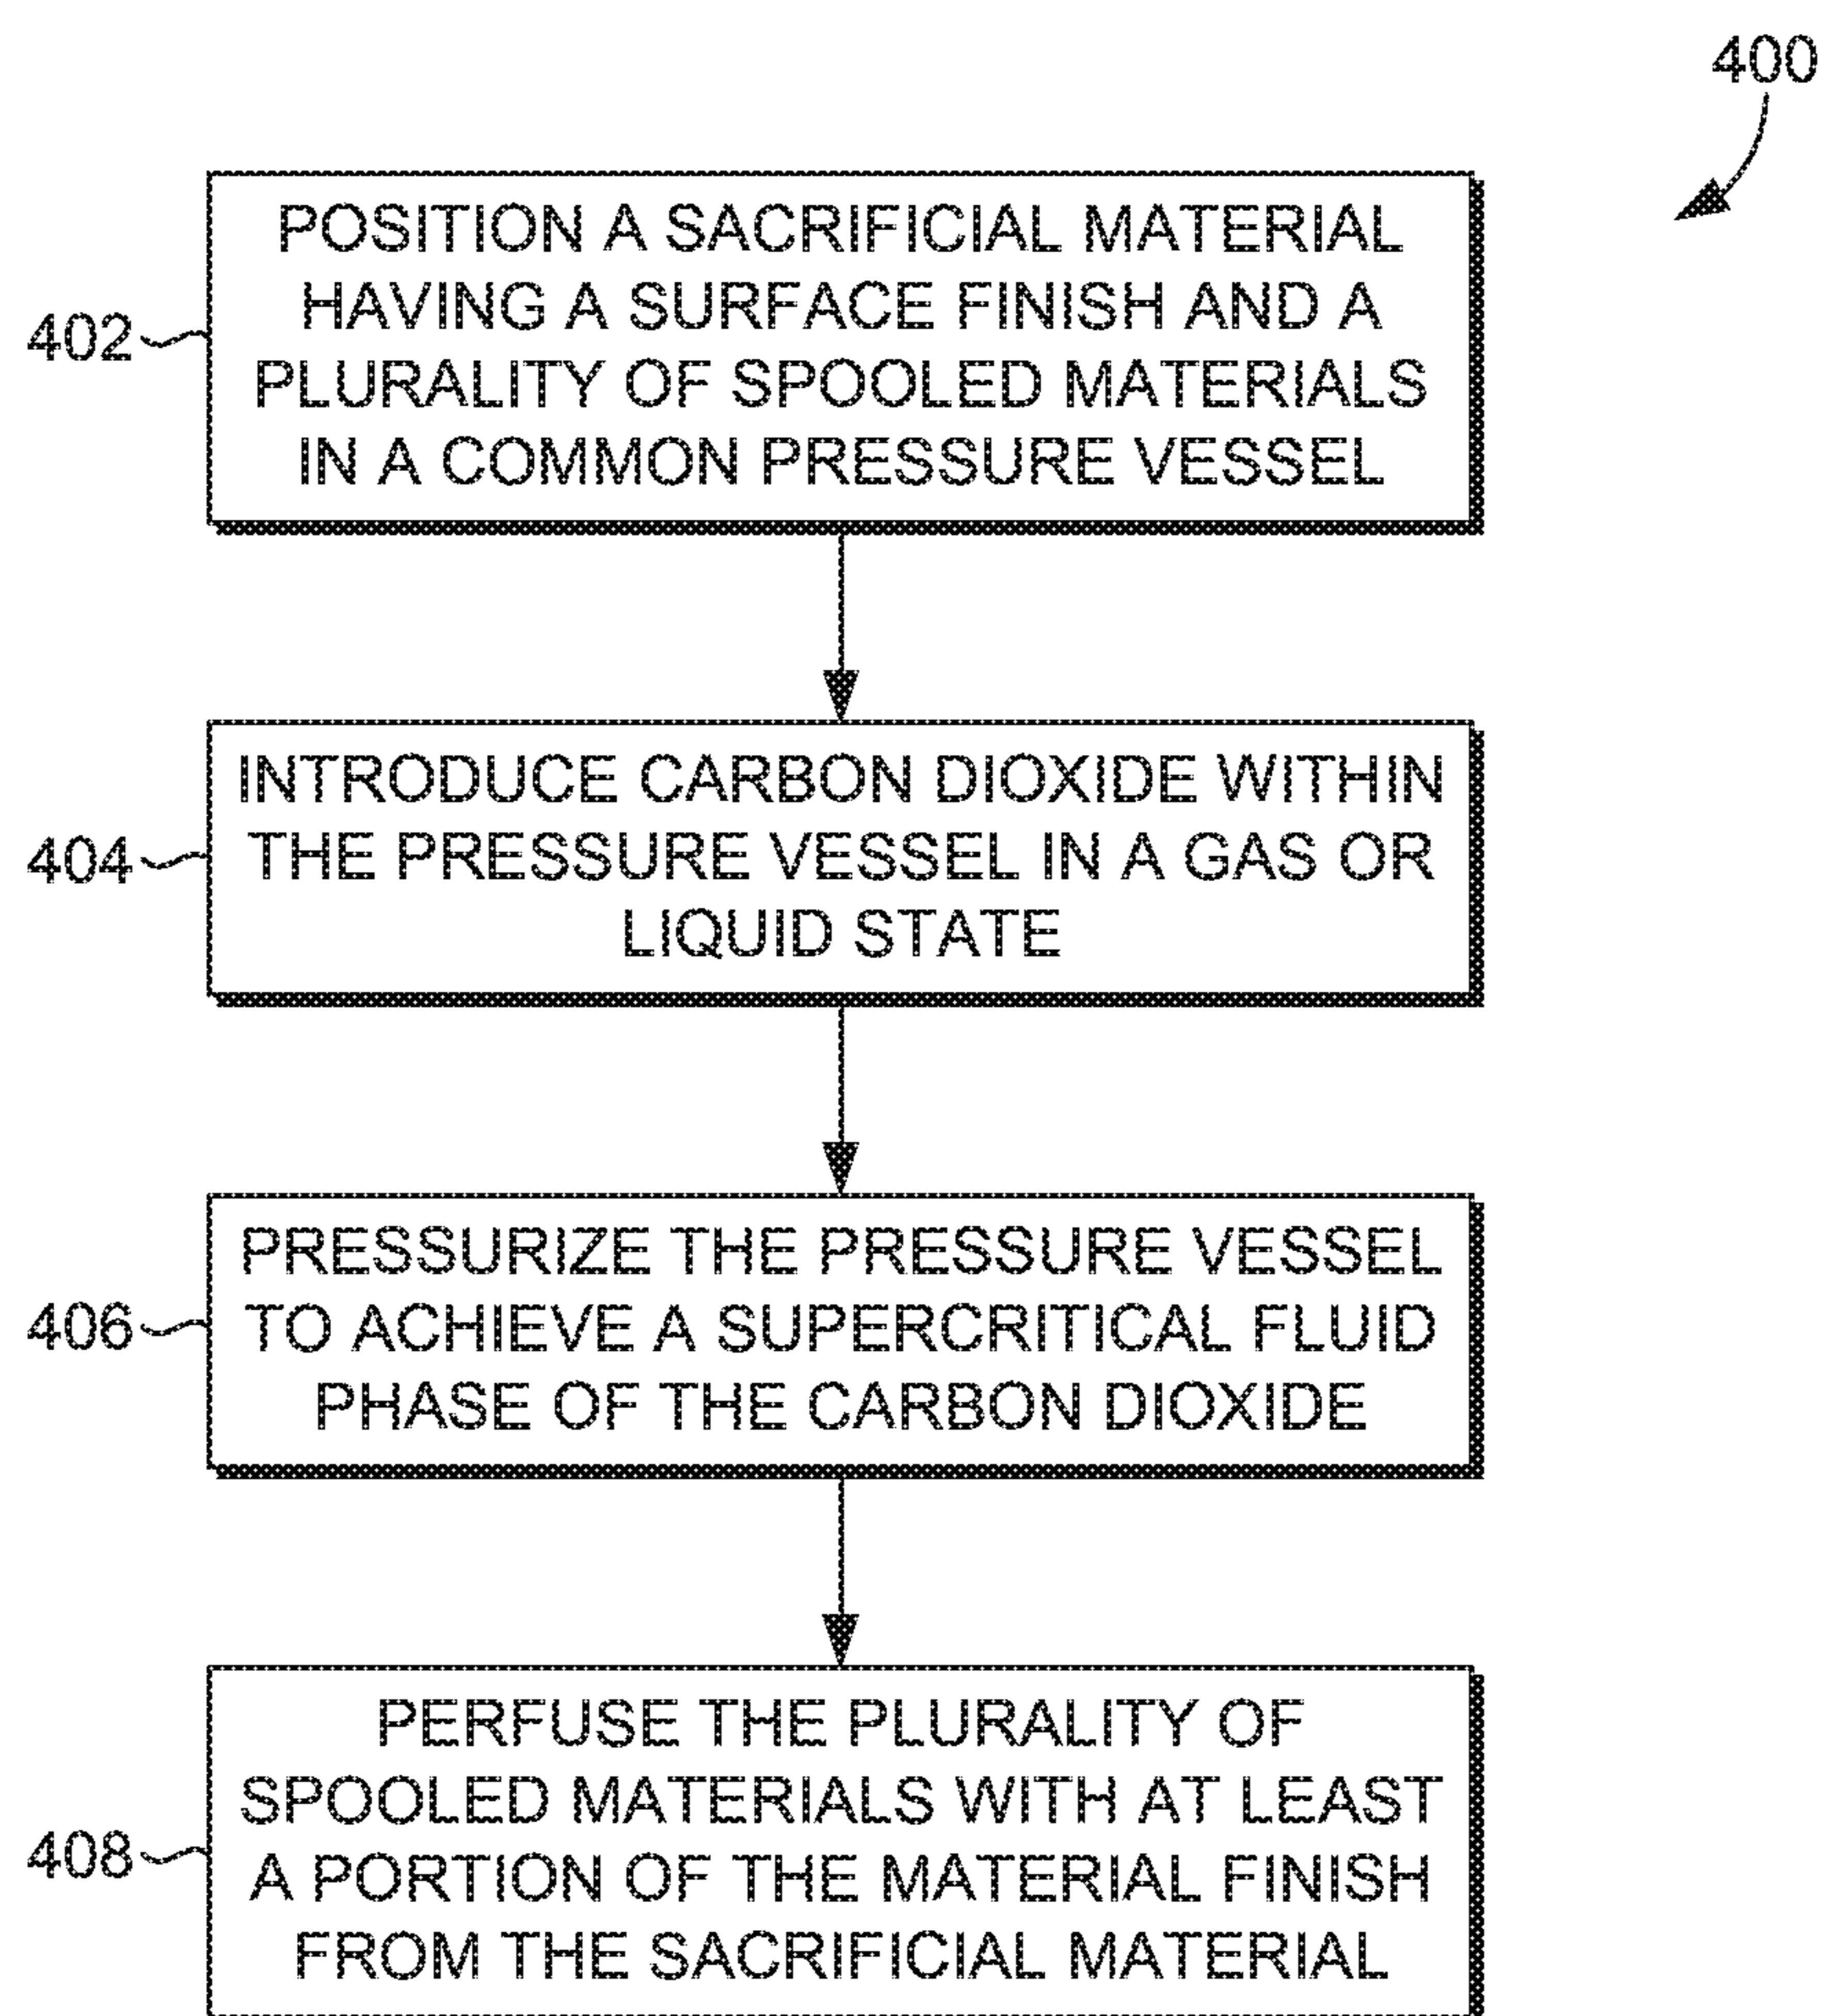 400
POSITION A SACRIFICIAL MATERIAL
HAVING A SURFACE FINISH AND A
PLURALITY OF SPOOLED MATERIALS
IN A COMMON PRESSURE VESSEL
402
INTRODUCE CARBON DIOXIDE WITHIN
THE PRESSURE VESSEL IN A GAS OR
LIQUID STATE
404
PRESSURIZE THE PRESSURE VESSEL
TO ACHIEVE A SUPERCRITICAL FLUID
PHASE OF THE CARBON DIOXIDE
406
PERFUSE THE PLURALITY OF
SPOOLED MATERIALS WITH AT LEAST
A PORTION OF THE MATERIAL FINISH
FROM THE SACRIFICIAL MATERIAL
408